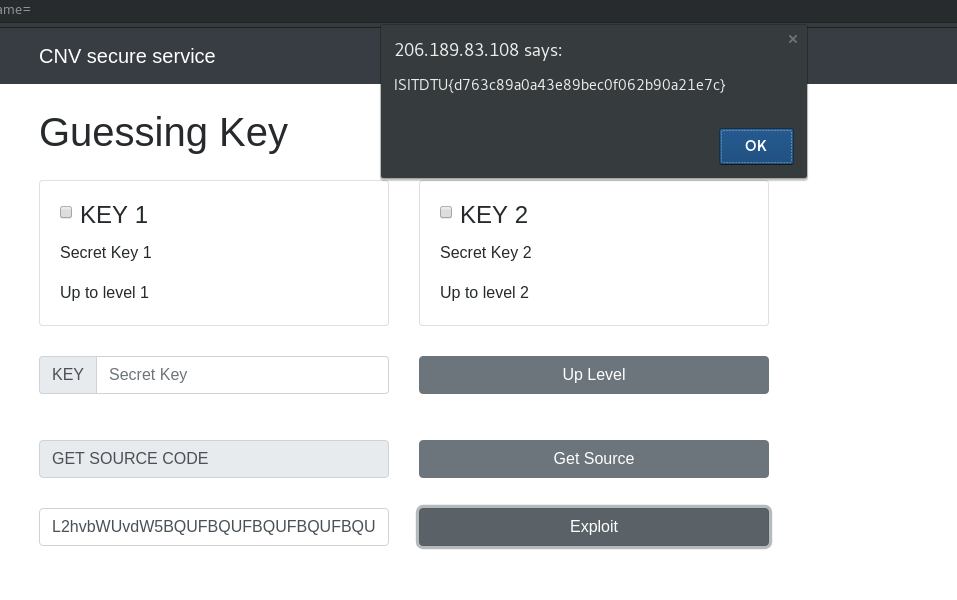 ame=
CNV secure service
206.189.83.108 says:
ISITDTU{d763c89a0a43e89bec0f062b90a21e7c}
OK
Guessing Key
KEY 1
Secret Key 1
Up to level 1
KEY 2
Secret Key 2
Up to level 2
KEY
Secret Key
Up Level
GET SOURCE CODE
Get Source
L2hvbWUvdW5BQUFBQUFBQUFBQUFBQU
Exploit